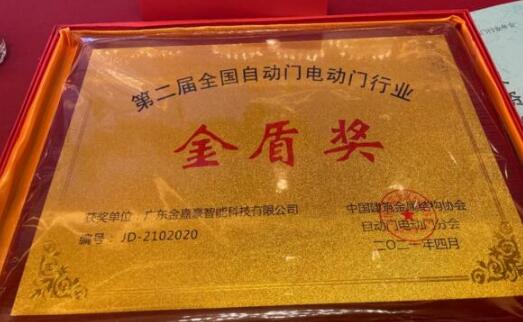 第二届全国自动门电动门行业
金盾奖
获奖单位：广东金嘉豪智能科技有限公司
编号：JD-2102020
中国建筑金属结构协会
自动门电动门分会
二〇二一年四月